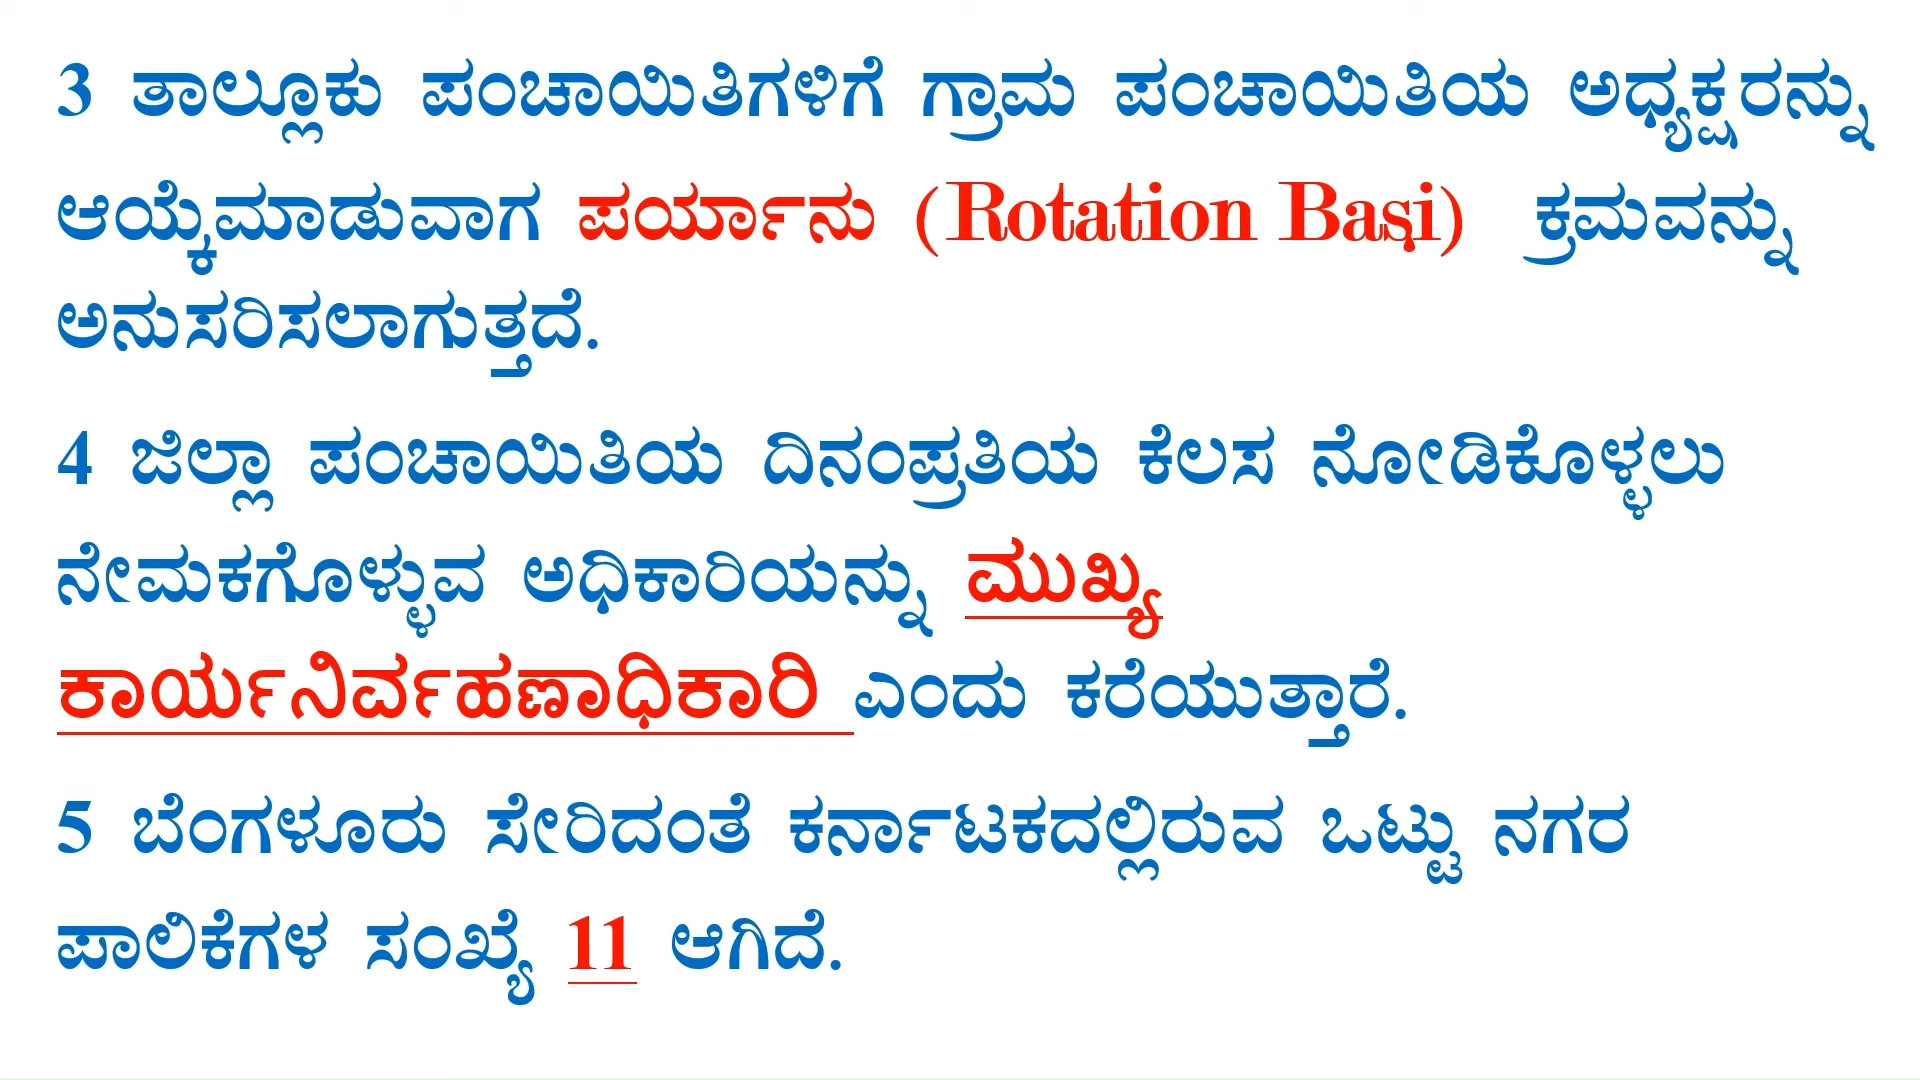 3 ತಾಲ್ಲೂಕು ಪಂಚಾಯಿತಿಗಳಿಗೆ ಗ್ರಾಮ ಪಂಚಾಯಿತಿಯ ಅಧ್ಯಕ್ಷರನ್ನು
ಆಯ್ಕೆಮಾಡುವಾಗ ಪರ್ಯಾನು (Rotation Basi) ಕ್ರಮವನ್ನು
ಅನುಸರಿಸಲಾಗುತ್ತದೆ.
4 ಜಿಲ್ಲಾ ಪಂಚಾಯಿತಿಯ ದಿನಂಪ್ರತಿಯ ಕೆಲಸ ನೋಡಿಕೊಳ್ಳಲು
ನೇಮಕಗೊಳ್ಳುವ ಅಧಿಕಾರಿಯನ್ನು ಮುಖ್ಯ
ಕಾರ್ಯನಿರ್ವಹಣಾಧಿಕಾರಿ ಎಂದು ಕರೆಯುತ್ತಾರೆ.
5 ಬೆಂಗಳೂರು ಸೇರಿದಂತೆ ಕರ್ನಾಟಕದಲ್ಲಿರುವ ಒಟ್ಟು ನಗರ
ಪಾಲಿಕೆಗಳ ಸಂಖ್ಯೆ 11 ಆಗಿದೆ.